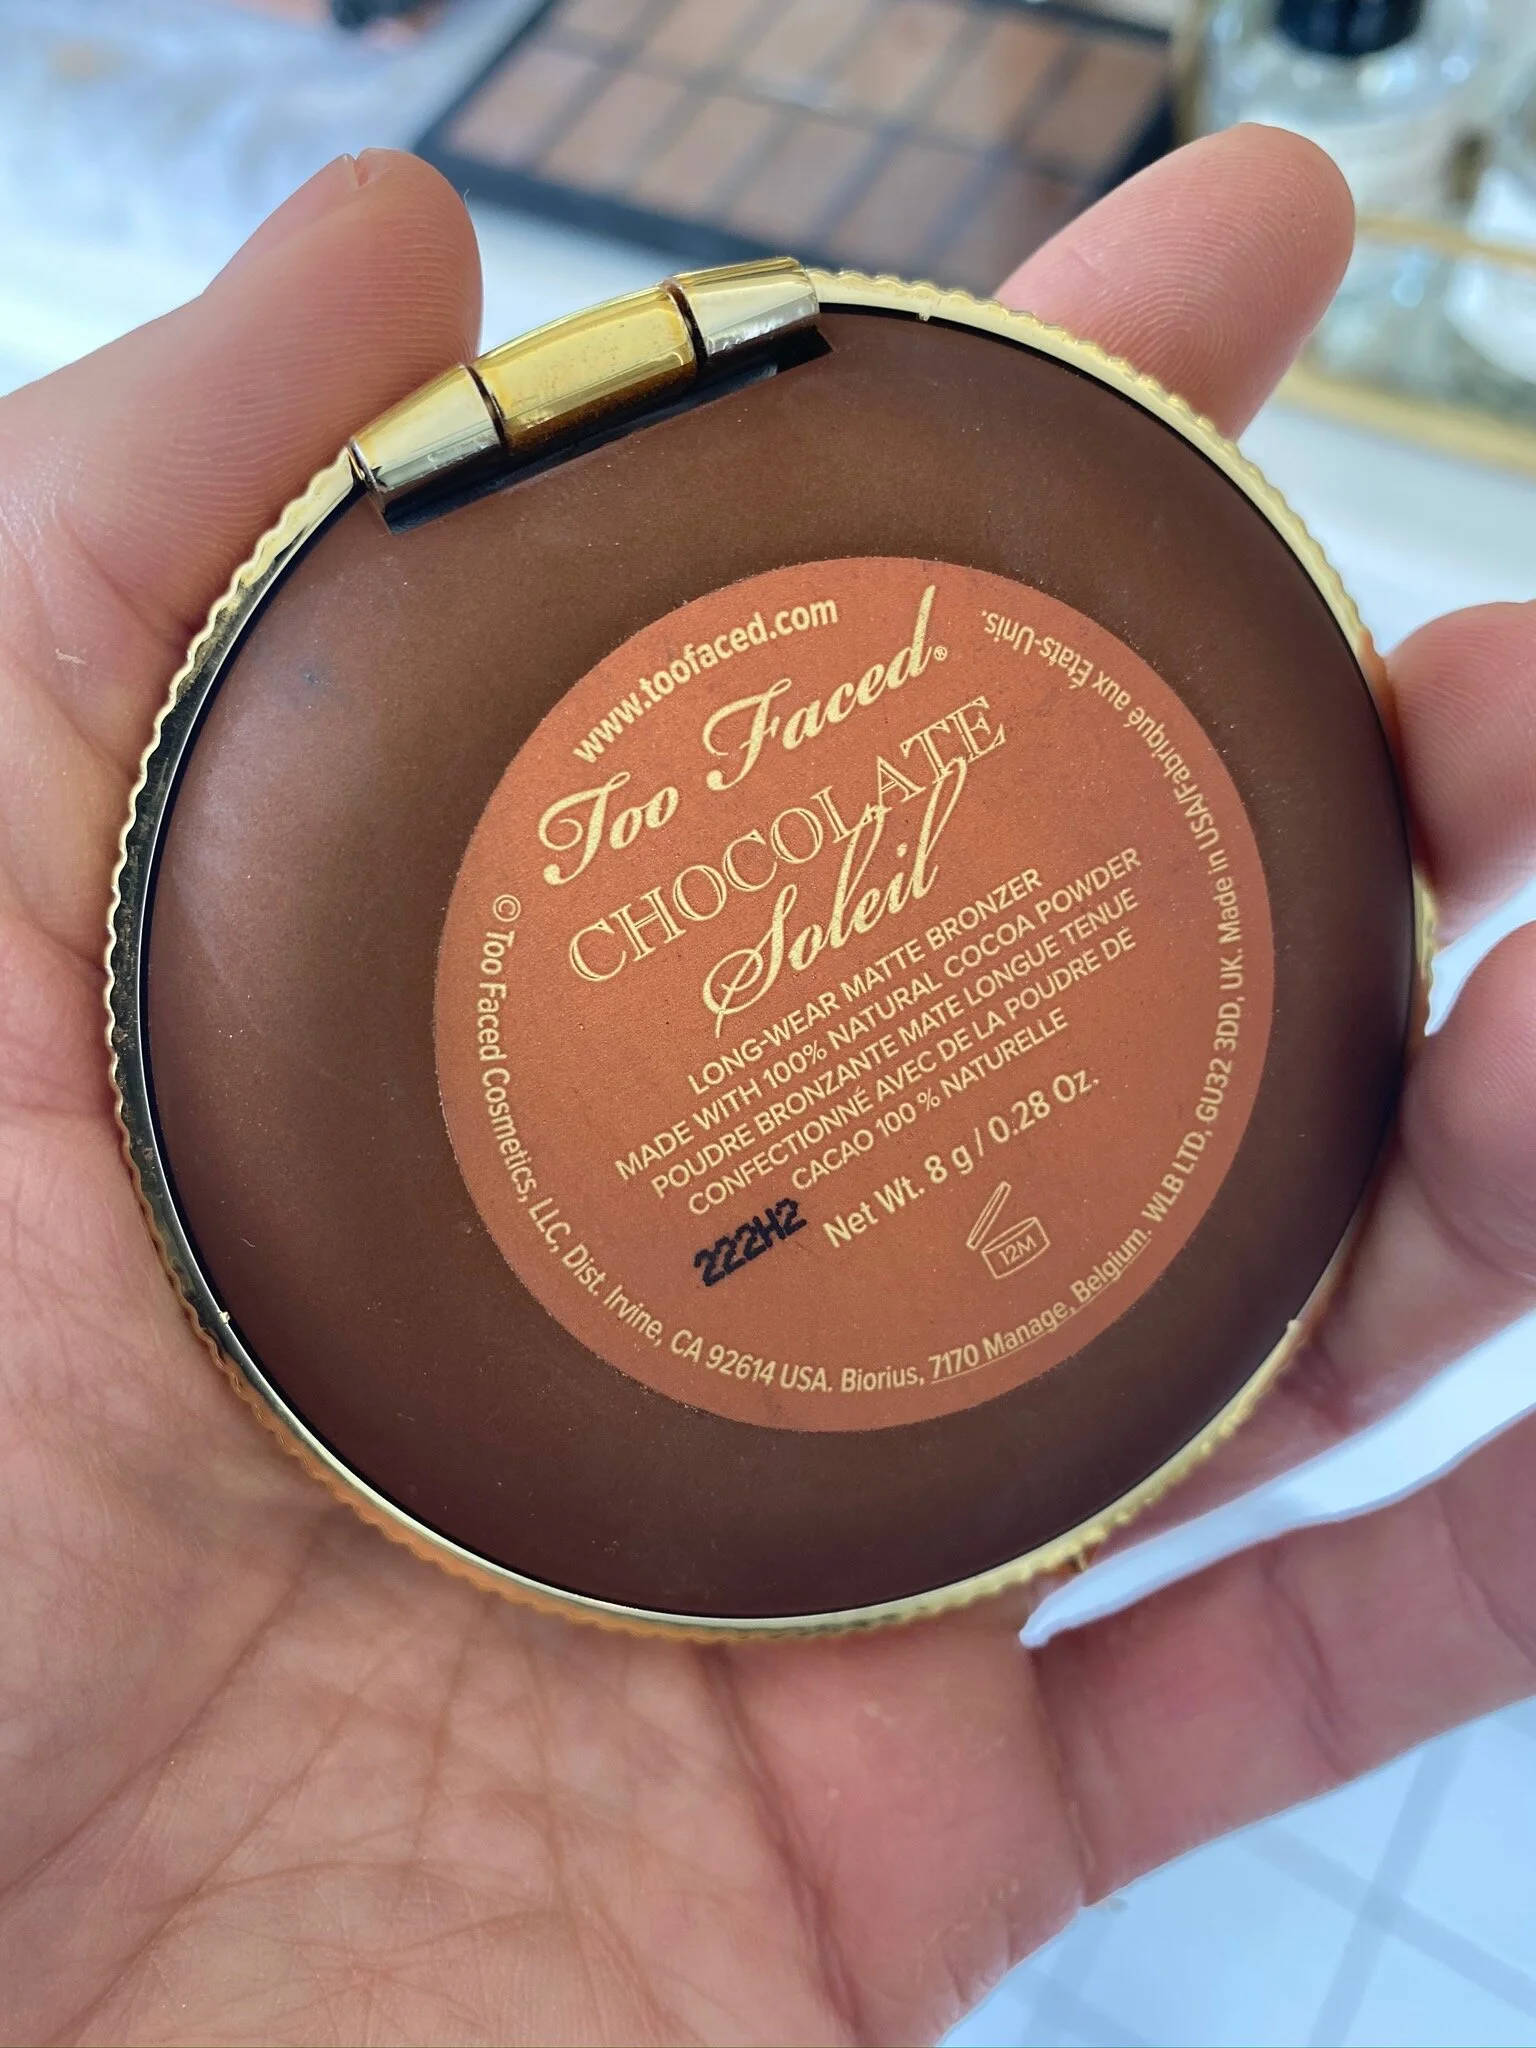 www.toofaced.com
Too Faced®
CHOCOLATE
Soleil
LONG-WEAR MATTE BRONZER
MADE WITH 100% NATURAL COCOA POWDER
POUDRE BRONZANTE MATE LONGUE TENUE
CONFECTIONNÉ AVEC DE LA POUDRE DE
CACAO 100 % NATURELLE
Net Wt. 8 g / 0.28 Oz.
222H2
12M
© Too Faced Cosmetics, LLC, Dist. Irvine, CA 92614 USA. Biorius, 7170 Manage, Belgium. WLB LTD, GU32 3DD, UK. Made in USA/Fabriqué aux États-Unis.